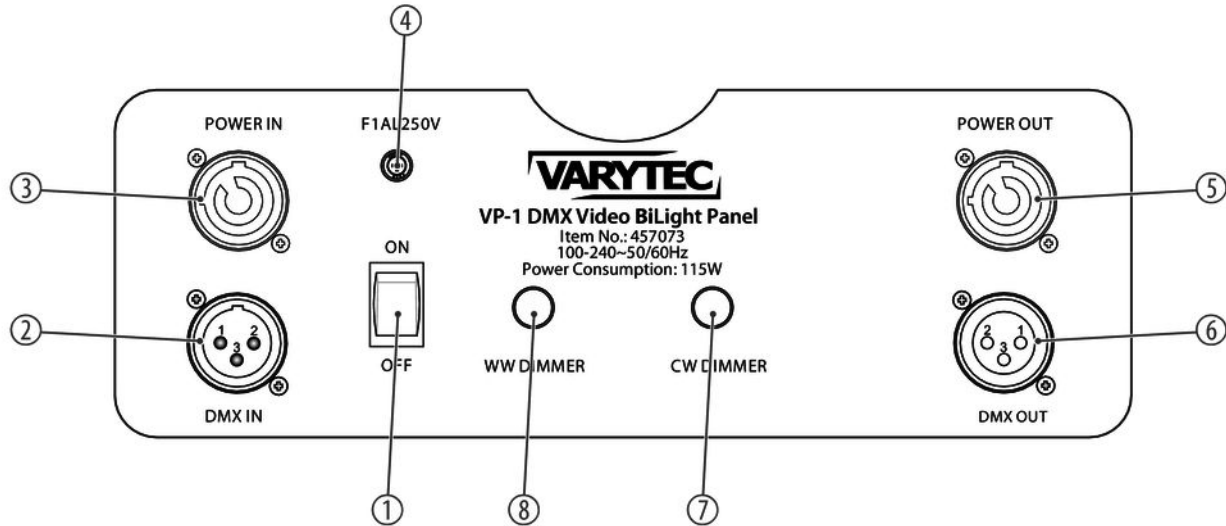 ④
POWER IN
F1AL250V
POWER OUT
③
VARYTEC
⑤
VP-1 DMX Video BiLight Panel
Item No.: 457073
100-240~50/60Hz
Power Consumption: 115W
ON
②
1 2
3
2 1
3
⑥
OFF
WW DIMMER
CW DIMMER
DMX IN
DMX OUT
①
⑧
⑦